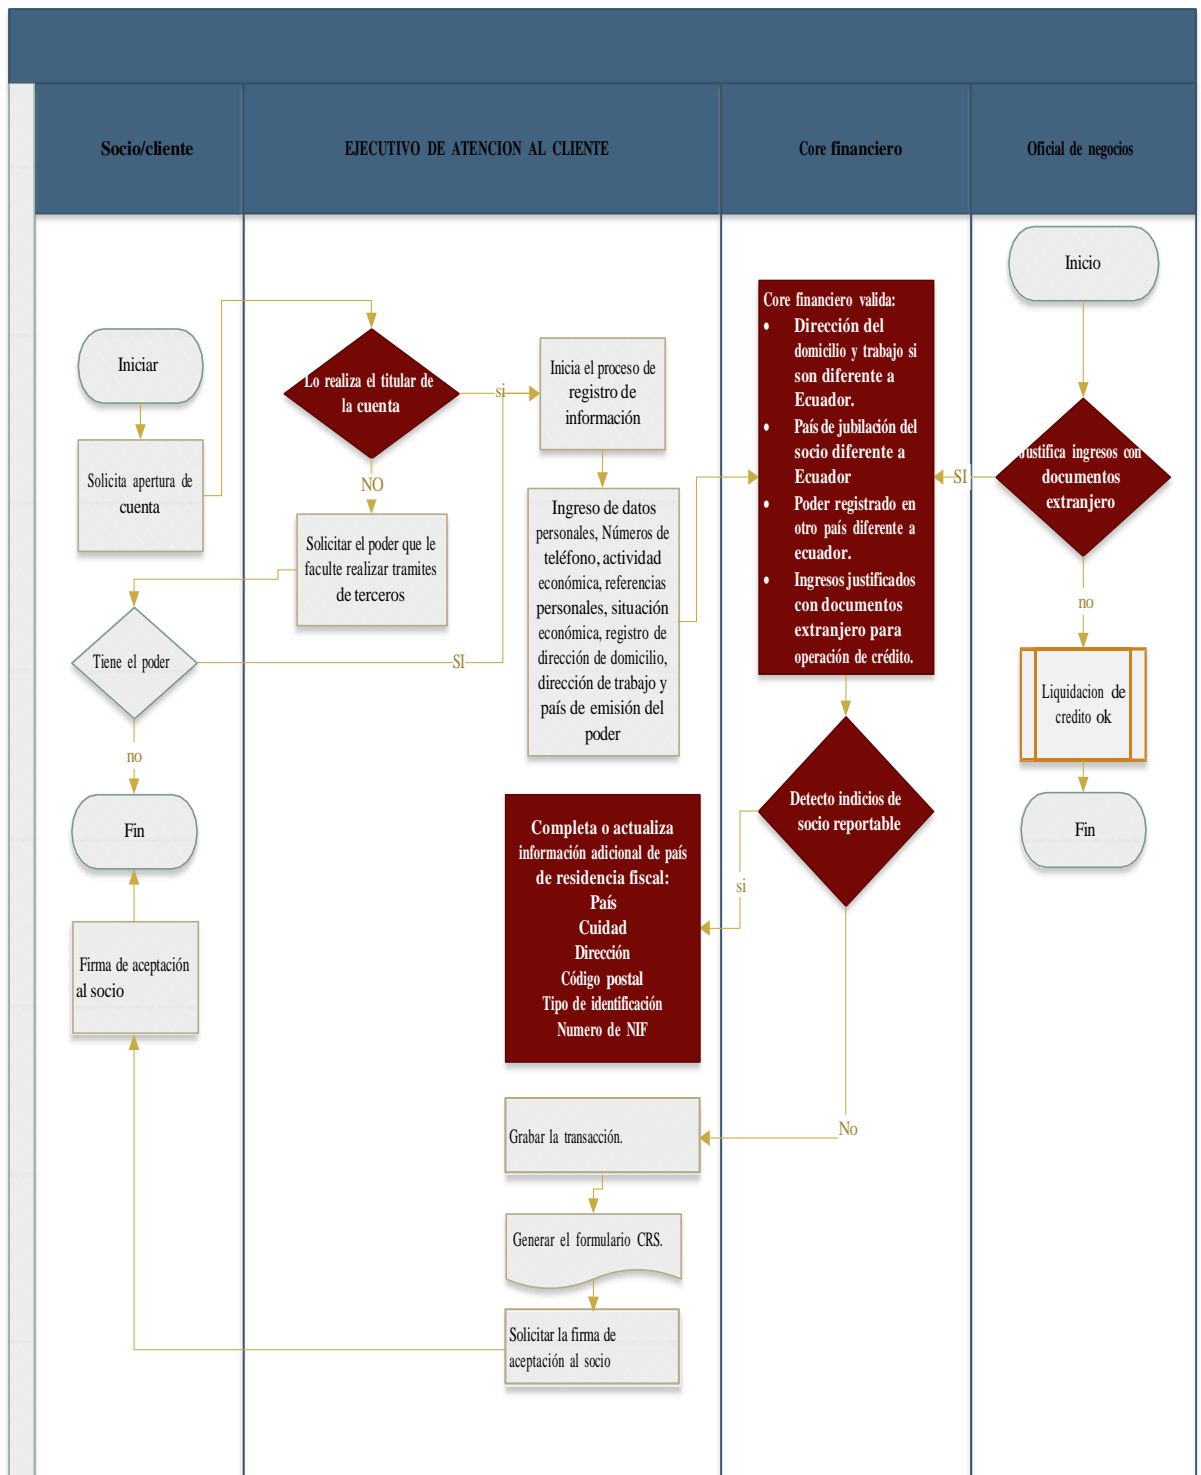 Socio/cliente
EJECUTIVO DE ATENCION AL CLIENTE
Core financiero
Oficial de negocios
Iniciar
Solicita apertura de
cuenta
Tiene el poder
no
Fin
Firma de aceptación
al socio
Lo realiza el titular de
la cuenta
si
NO
Solicitar el poder que le
faculte realizar tramites
de terceros
SI
Inicia el proceso de
registro de
información
Ingreso de datos
personales, Números de
teléfono, actividad
económica, referencias
personales, situación
económica, registro de
dirección de domicilio,
dirección de trabajo y
país de emisión del
poder
Completa o actualiza
información adicional de país
de residencia fiscal:
País
Cuidad
Dirección
Código postal
Tipo de identificación
Numero de NIF
Grabar la transacción.
Generar el formulario CRS.
Solicitar la firma de
aceptación al socio
Core financiero valida:
• Dirección del
domicilio y trabajo si
son diferente a
Ecuador.
• País de jubilación del
socio diferente a
Ecuador
• Poder registrado en
otro país diferente a
ecuador.
• Ingresos justificados
con documentos
extranjero para
operación de crédito.
Detecto indicios de
socio reportable
si
No
Inicio
Justifica ingresos con
documentos
extranjero
SI
no
Liquidacion de
credito ok
Fin